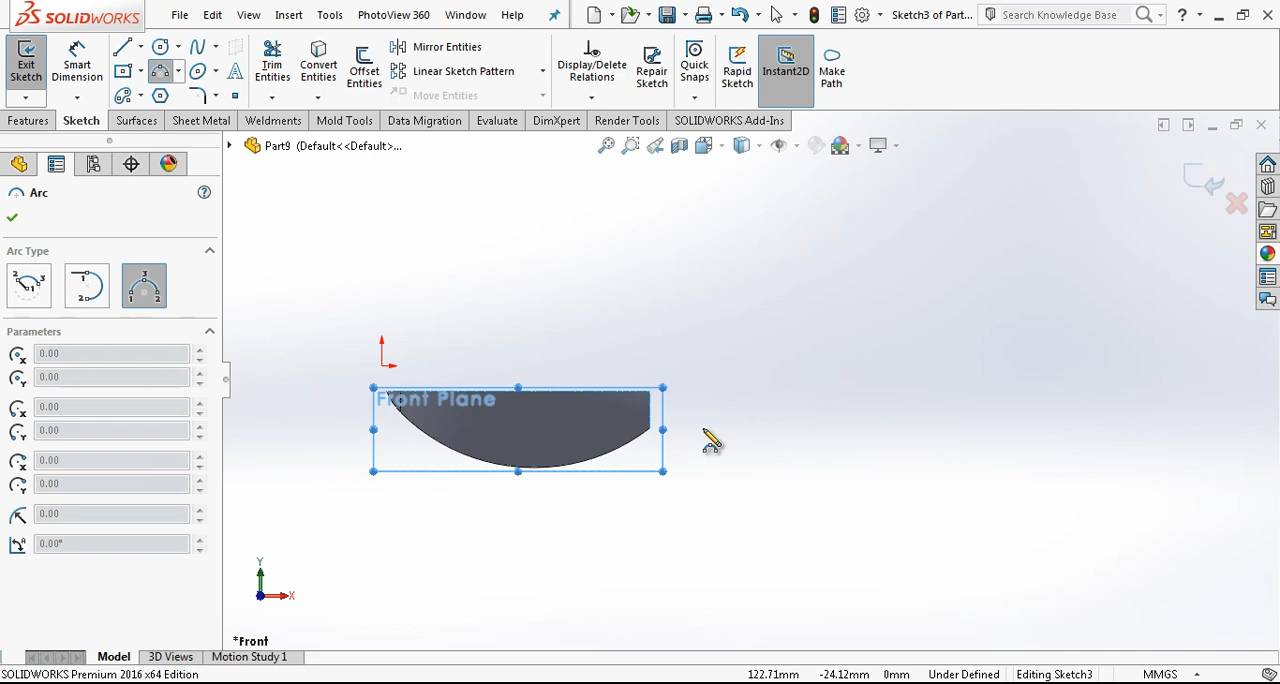 SOLIDWORKS File Edit View Insert Tools PhotoView 360 Window Help Sketch3 of Part... Search Knowledge Base ?
Exit Sketch Smart Dimension Trim Entities Convert Entities Offset Entities Mirror Entities Display/Delete Relations Repair Sketch Quick Snaps Rapid Sketch Instant2D Make Path
Linear Sketch Pattern
Move Entities
Features Sketch Surfaces Sheet Metal Weldments Mold Tools Data Migration Evaluate DimXpert Render Tools SOLIDWORKS Add-Ins
Part9 (Default<<Default>...
Arc
Arc Type
Parameters
0.00
0.00
0.00
0.00
0.00
0.00
0.00
0.00°
Front Plane
Y
X
*Front
Model 3D Views Motion Study 1
SOLIDWORKS Premium 2016 x64 Edition 122.71mm -24.12mm 0mm Under Defined Editing Sketch3 MMGS